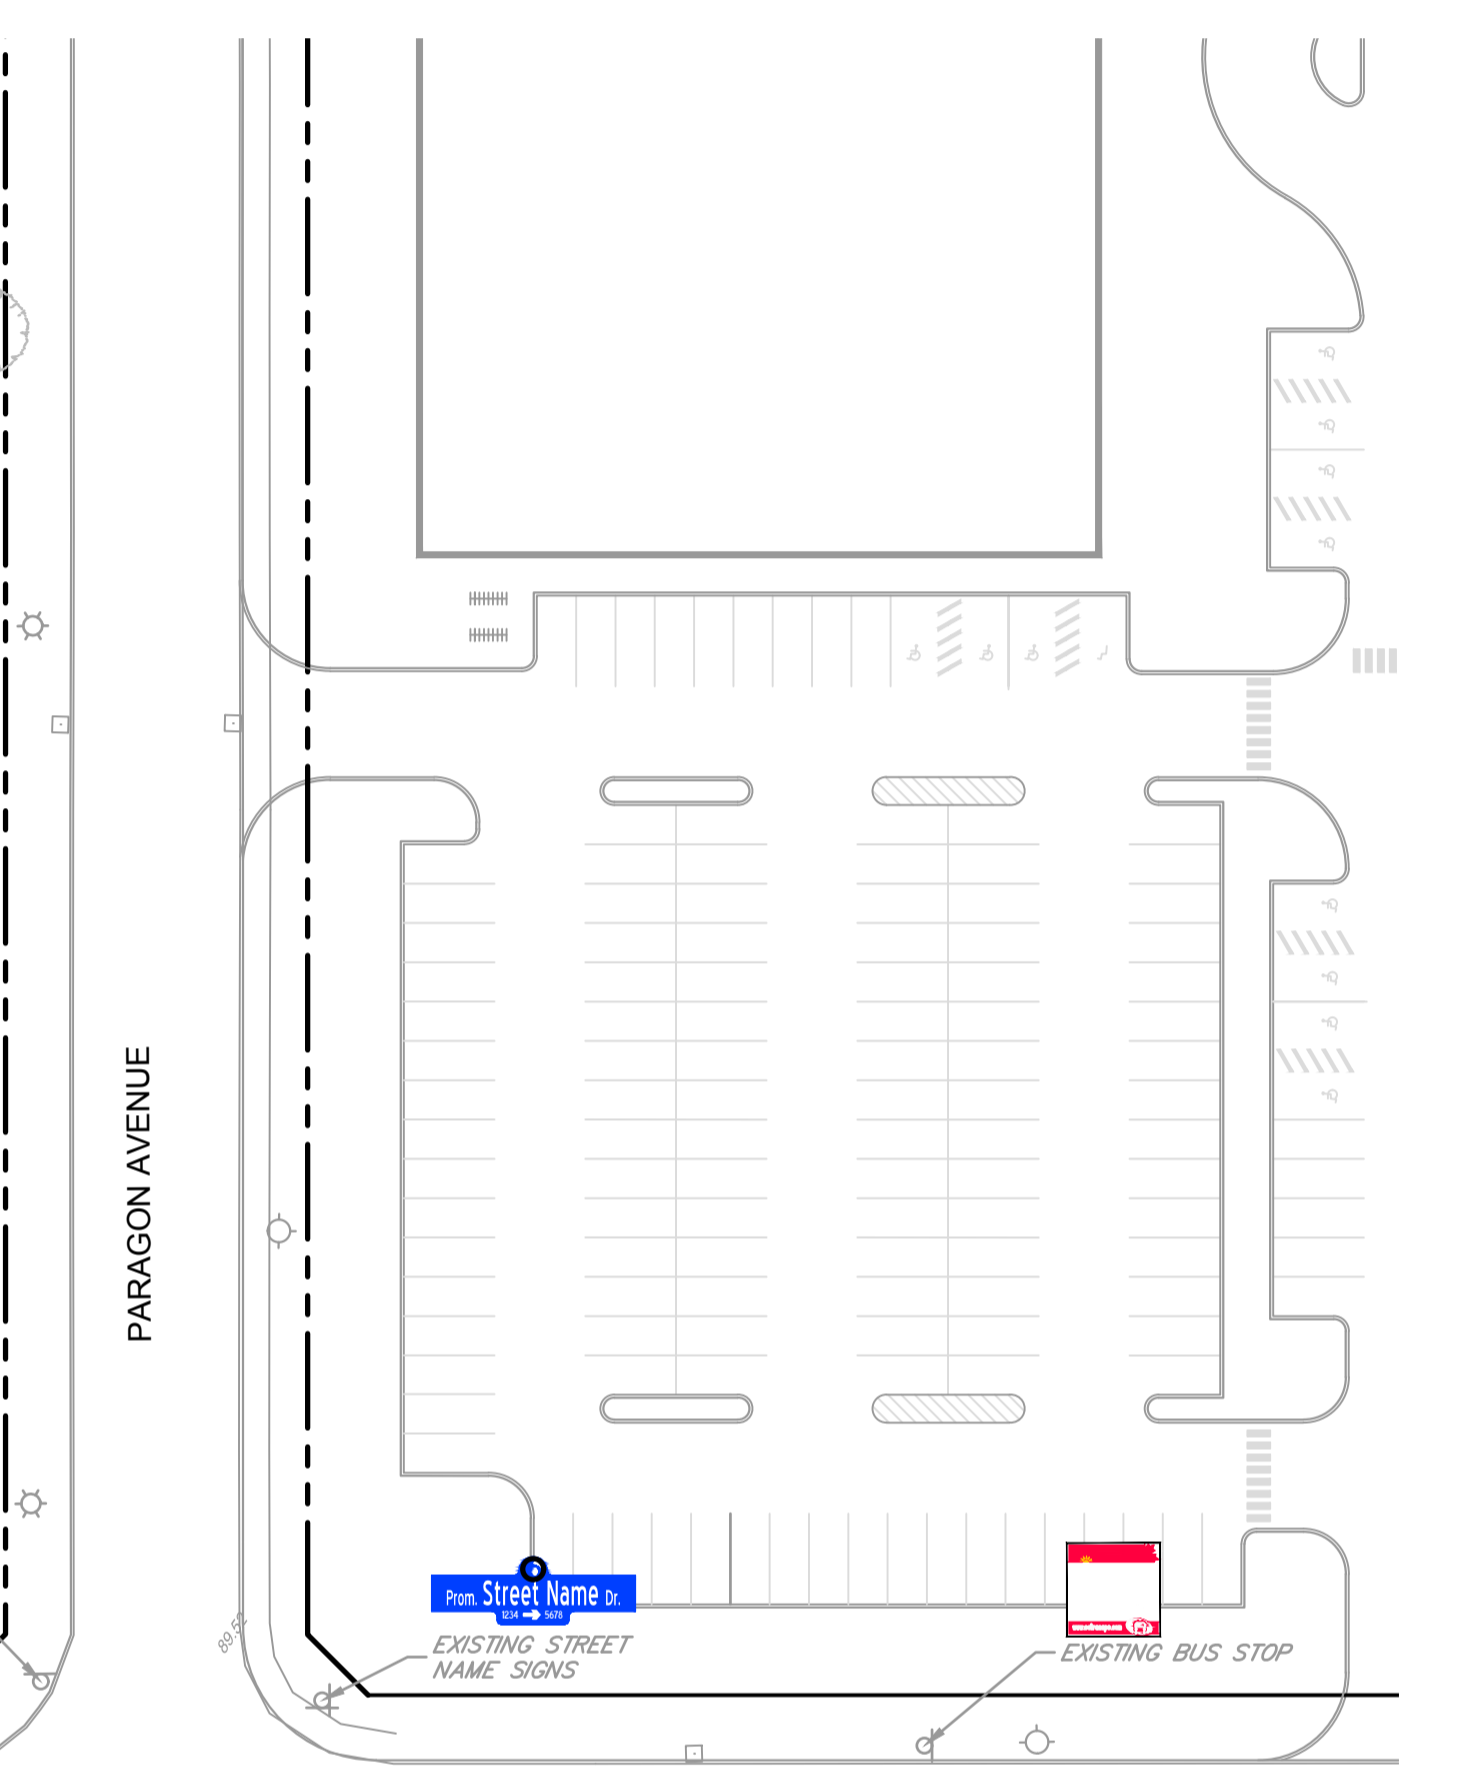 PARAGON AVENUE
89.52
Prom. Street Name Dr.
1234 5678
EXISTING STREET
NAME SIGNS
EXISTING BUS STOP